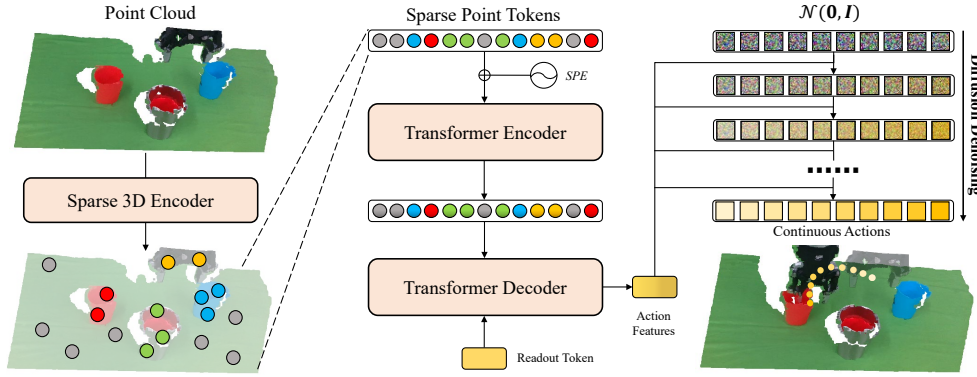 Point Cloud
Sparse 3D Encoder
Sparse Point Tokens
SPE
Transformer Encoder
Transformer Decoder
Readout Token
Action
Features
𝒩(0, I)
Diffusion Denoising
......
Continuous Actions